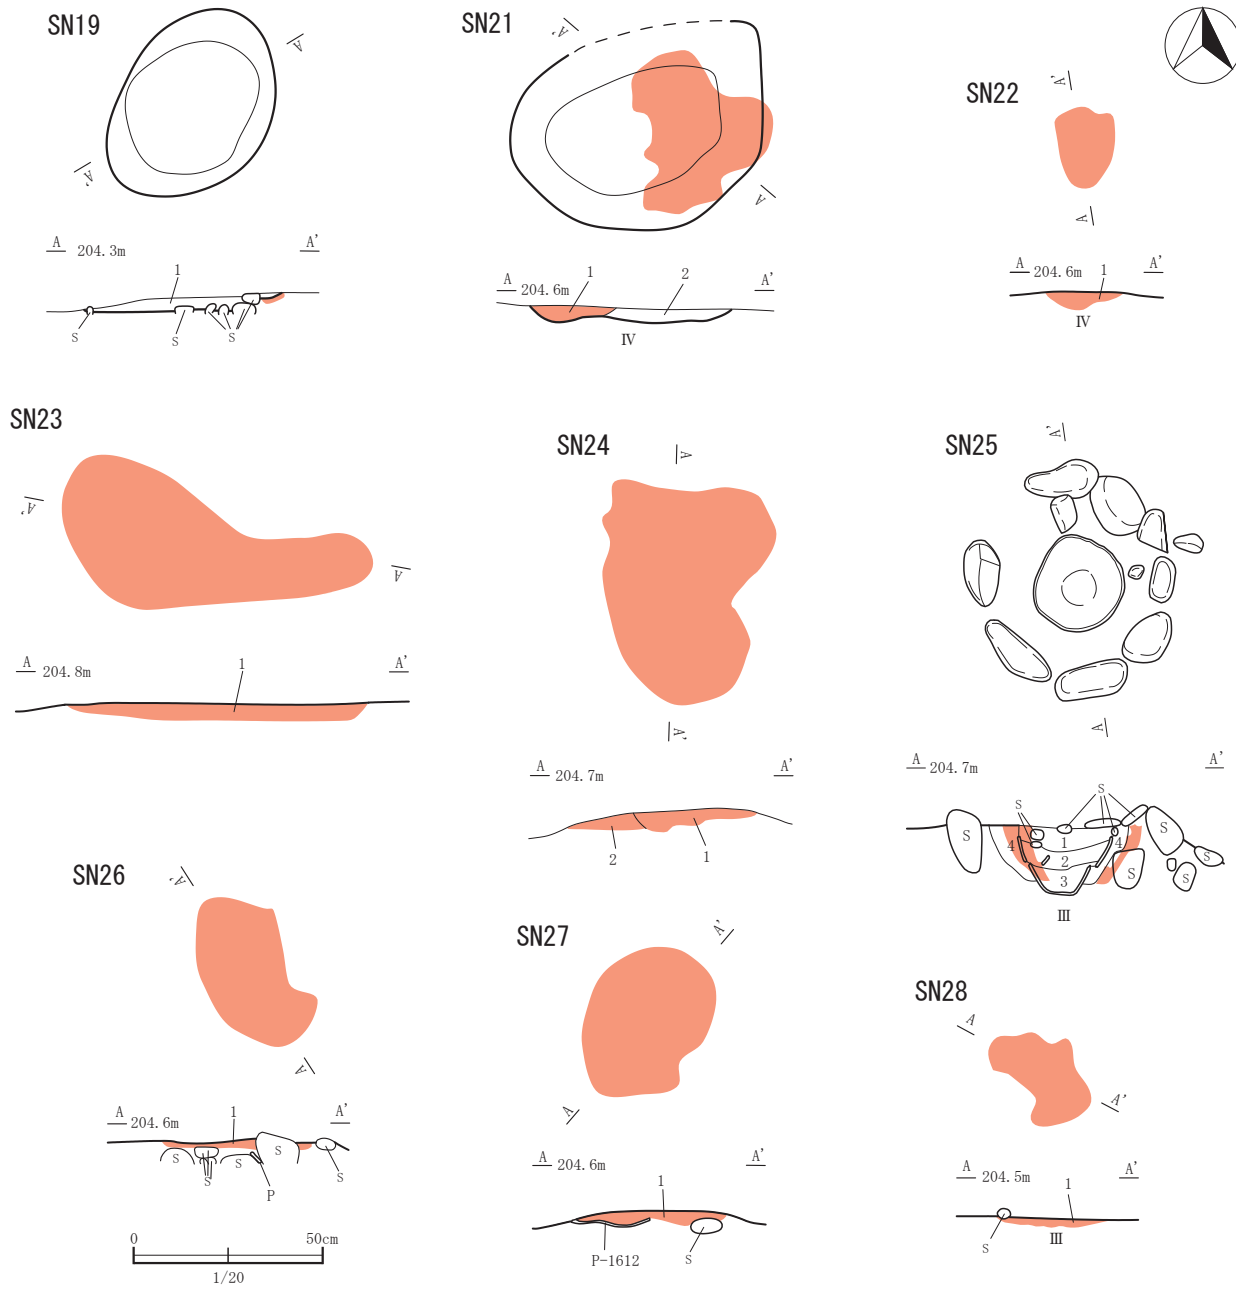 SN19
A
A'
A 204.3m A'
1
S
S
S
SN21
A'
A
A 204.6m A'
1
2
Ⅳ
SN22
A'
A
A 204.6m A'
1
Ⅳ
SN23
A'
A
A 204.8m A'
1
SN24
A
A'
A 204.7m A'
2
1
SN25
A'
A
A 204.7m A'
S
S
S
S
S
S
S
4
1
4
2
3
Ⅲ
SN26
A'
A
A 204.6m A'
1
S
S
S
S
S
P
SN27
A'
A
A 204.6m A'
1
P-1612
S
SN28
A
A'
A 204.5m A'
1
S
Ⅲ
0 50cm
1/20